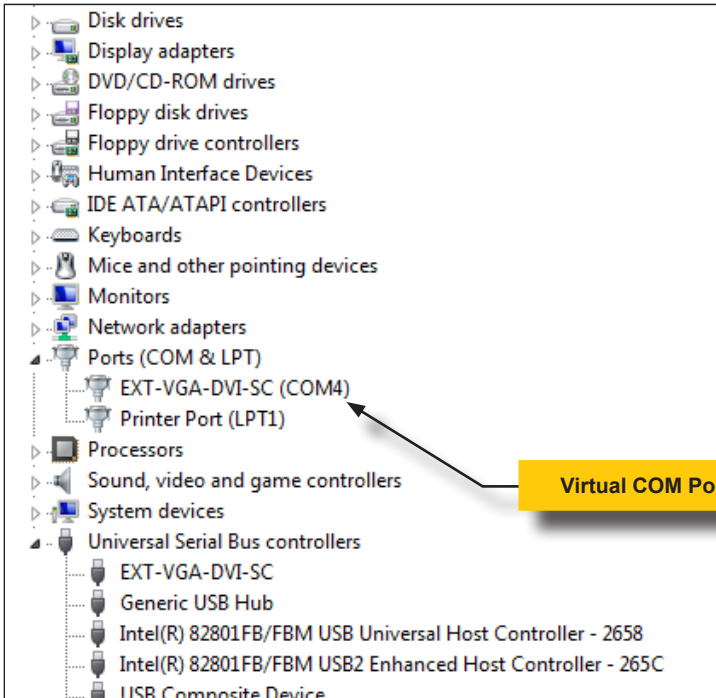 Disk drives
Display adapters
DVD/CD-ROM drives
Floppy disk drives
Floppy drive controllers
Human Interface Devices
IDE ATA/ATAPI controllers
Keyboards
Mice and other pointing devices
Monitors
Network adapters
Ports (COM & LPT)
EXT-VGA-DVI-SC (COM4)
Printer Port (LPT1)
Processors
Sound, video and game controllers
Virtual COM Po
System devices
Universal Serial Bus controllers
EXT-VGA-DVI-SC
Generic USB Hub
Intel(R) 82801FB/FBM USB Universal Host Controller - 2658
Intel(R) 82801FB/FBM USB2 Enhanced Host Controller - 265C
USB Composite Device